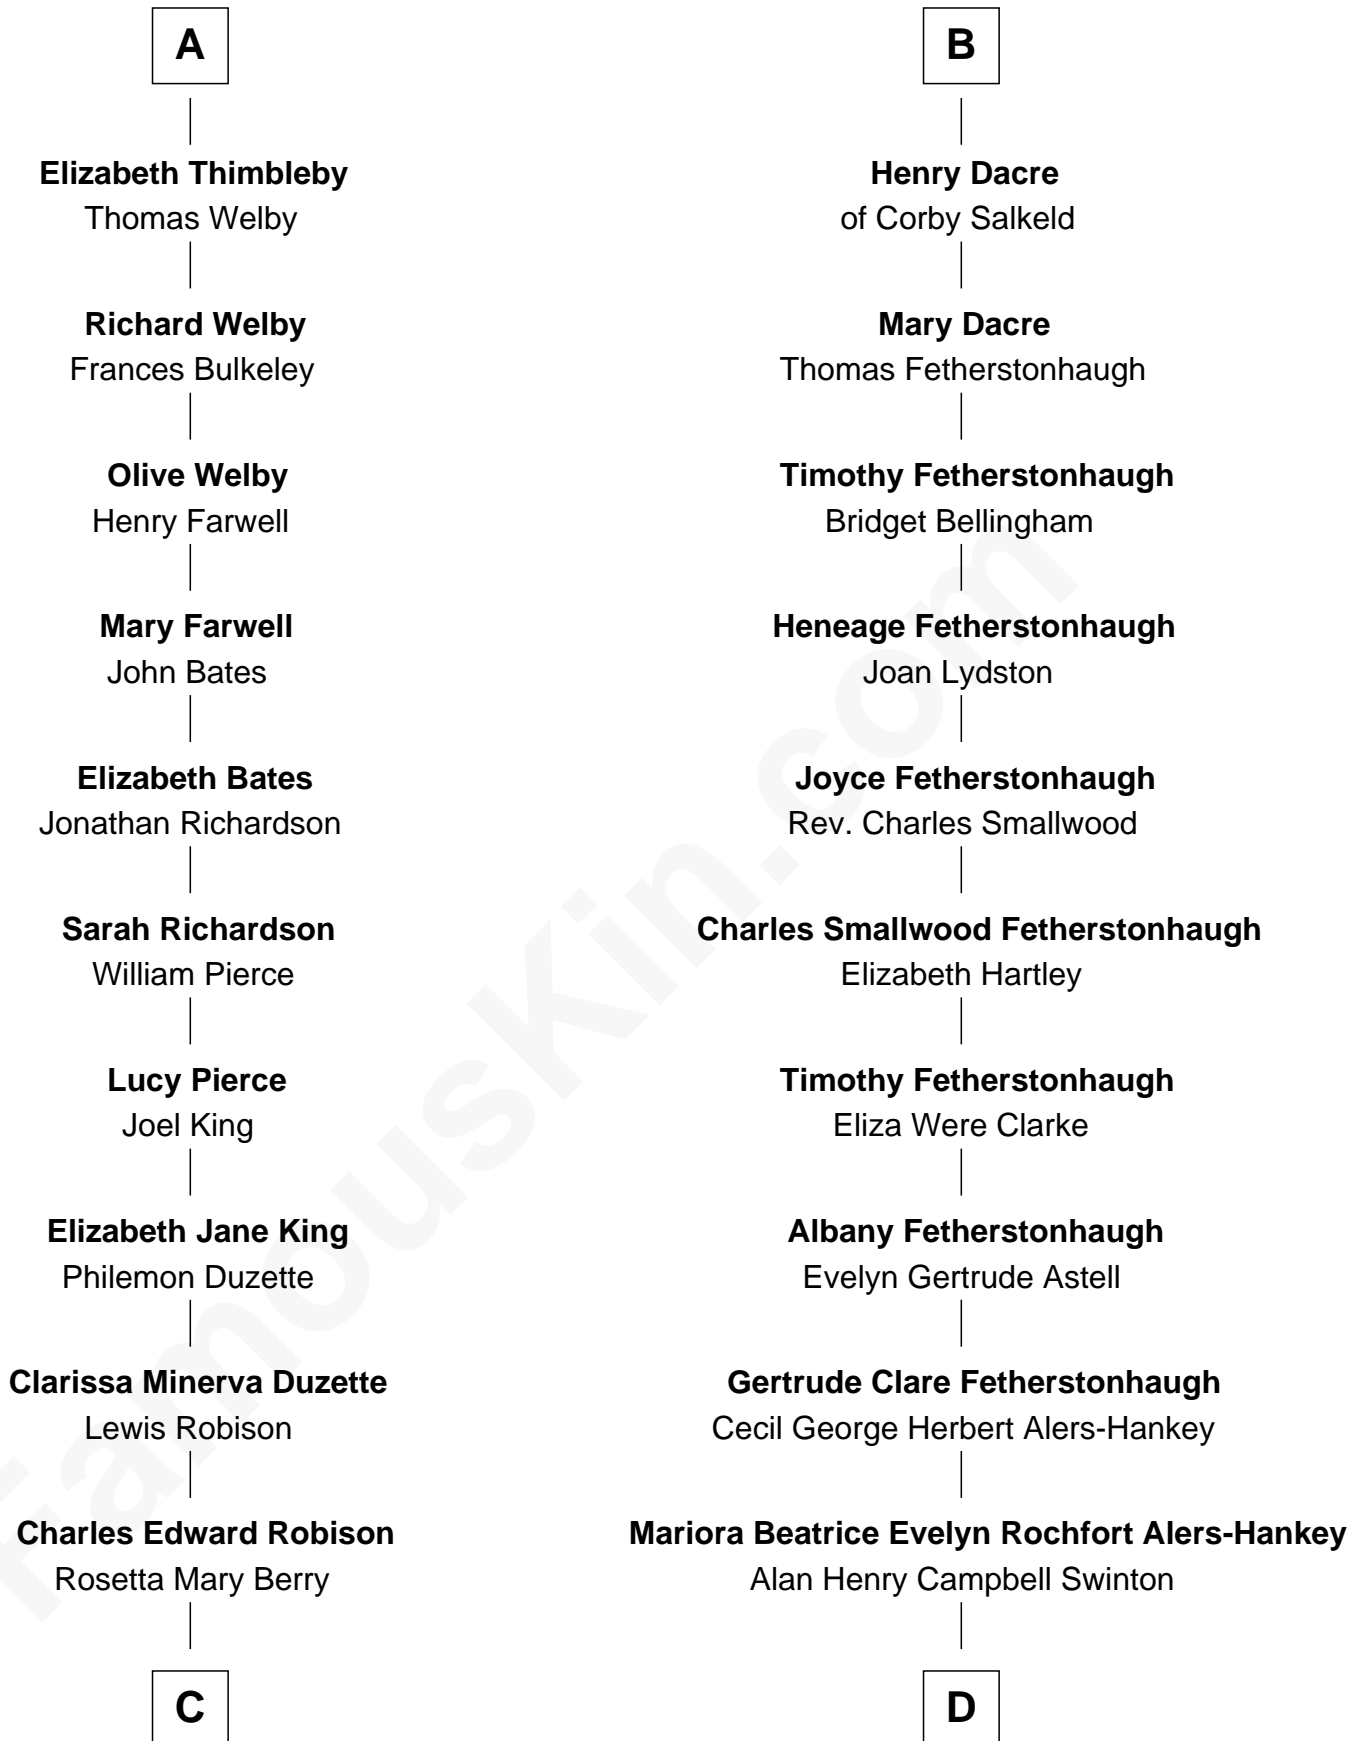 A
Elizabeth Thimbleby
Thomas Welby
Richard Welby
Frances Bulkeley
Olive Welby
Henry Farwell
Mary Farwell
John Bates
Elizabeth Bates
Jonathan Richardson
Sarah Richardson
William Pierce
Lucy Pierce
Joel King
Elizabeth Jane King
Philemon Duzette
Clarissa Minerva Duzette
Lewis Robison
Charles Edward Robison
Rosetta Mary Berry
C
B
Henry Dacre
of Corby Salkeld
Mary Dacre
Thomas Fetherstonhaugh
Timothy Fetherstonhaugh
Bridget Bellingham
Heneage Fetherstonhaugh
Joan Lydston
Joyce Fetherstonhaugh
Rev. Charles Smallwood
Charles Smallwood Fetherstonhaugh
Elizabeth Hartley
Timothy Fetherstonhaugh
Eliza Were Clarke
Albany Fetherstonhaugh
Evelyn Gertrude Astell
Gertrude Clare Fetherstonhaugh
Cecil George Herbert Alers-Hankey
Mariora Beatrice Evelyn Rochfort Alers-Hankey
Alan Henry Campbell Swinton
D
FamousKin.com